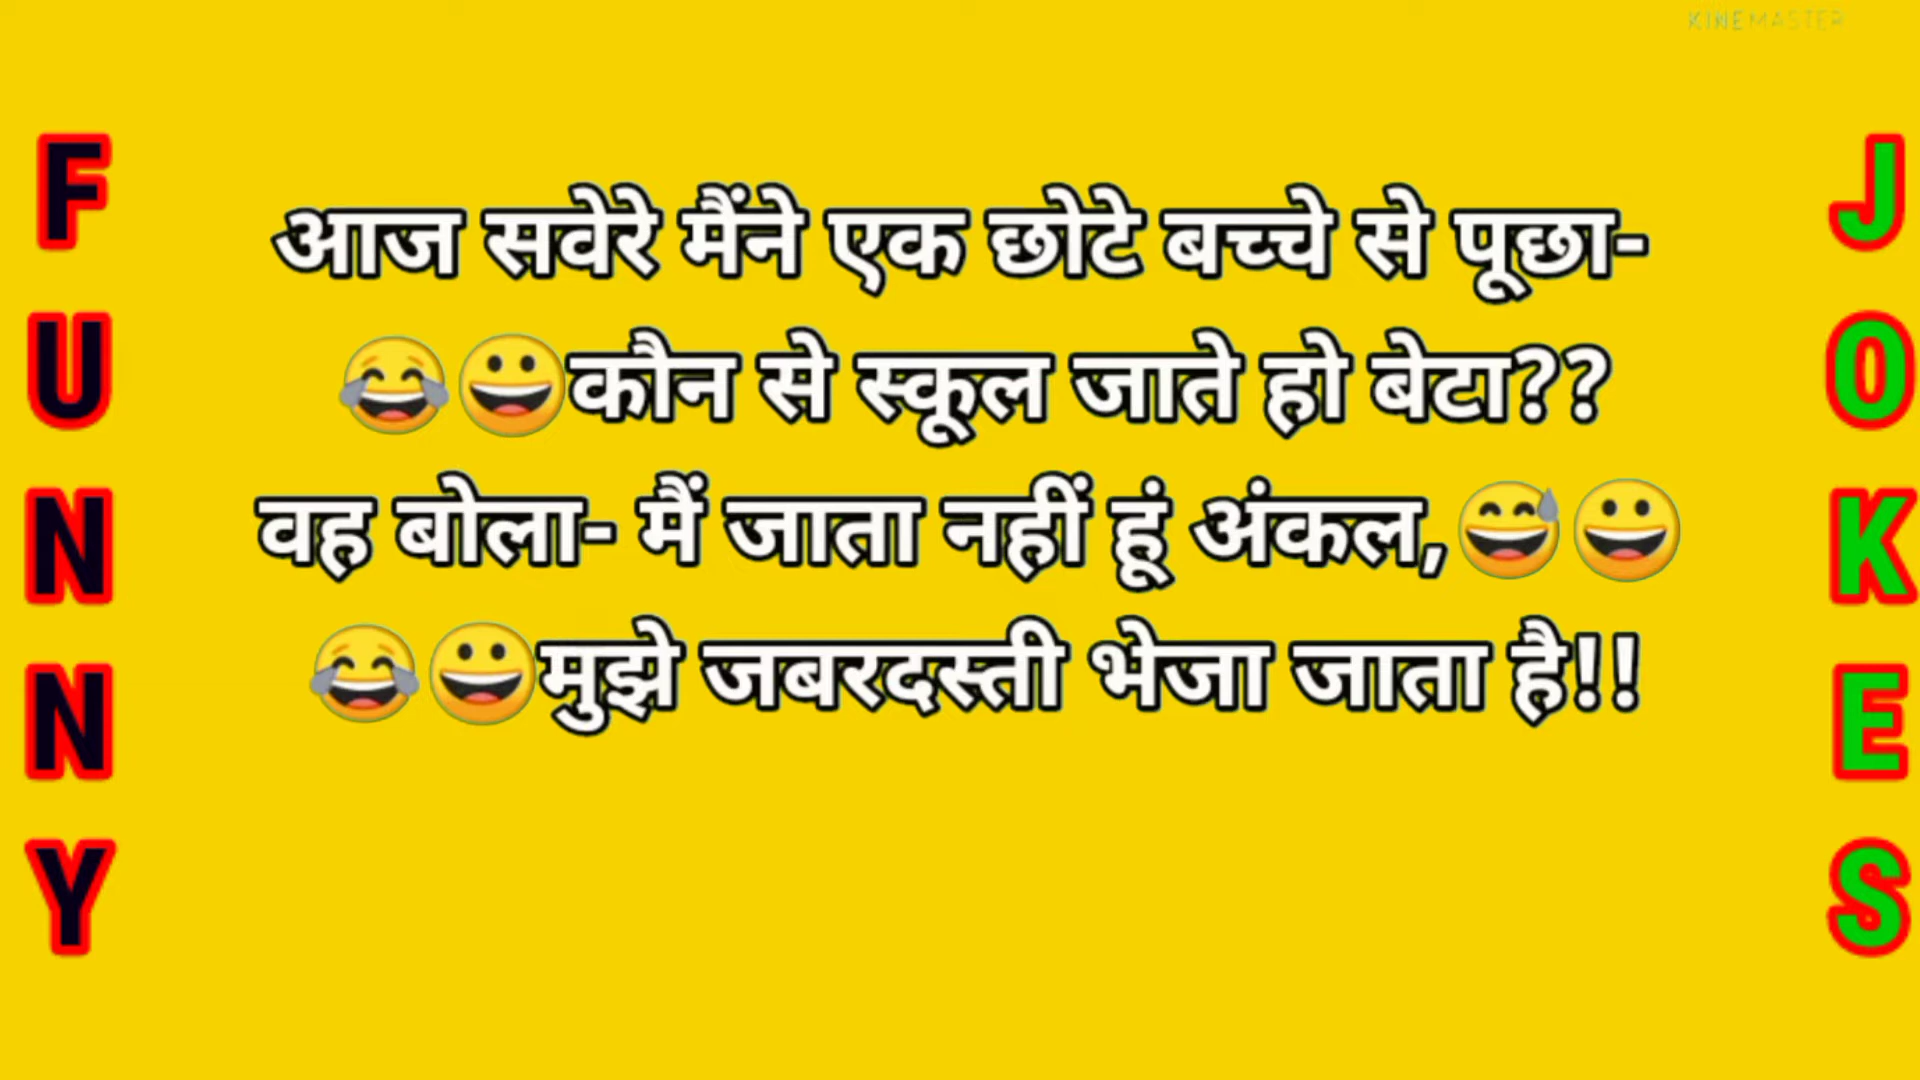 KINEMASTER
FUNNY
आज सवेरे मैंने एक छोटे बच्चे से पूछा-
😂😀कौन से स्कूल जाते हो बेटा??
वह बोला- मैं जाता नहीं हूं अंकल,😅😀
😂😀मुझे जबरदस्ती भेजा जाता है!!
JOKES